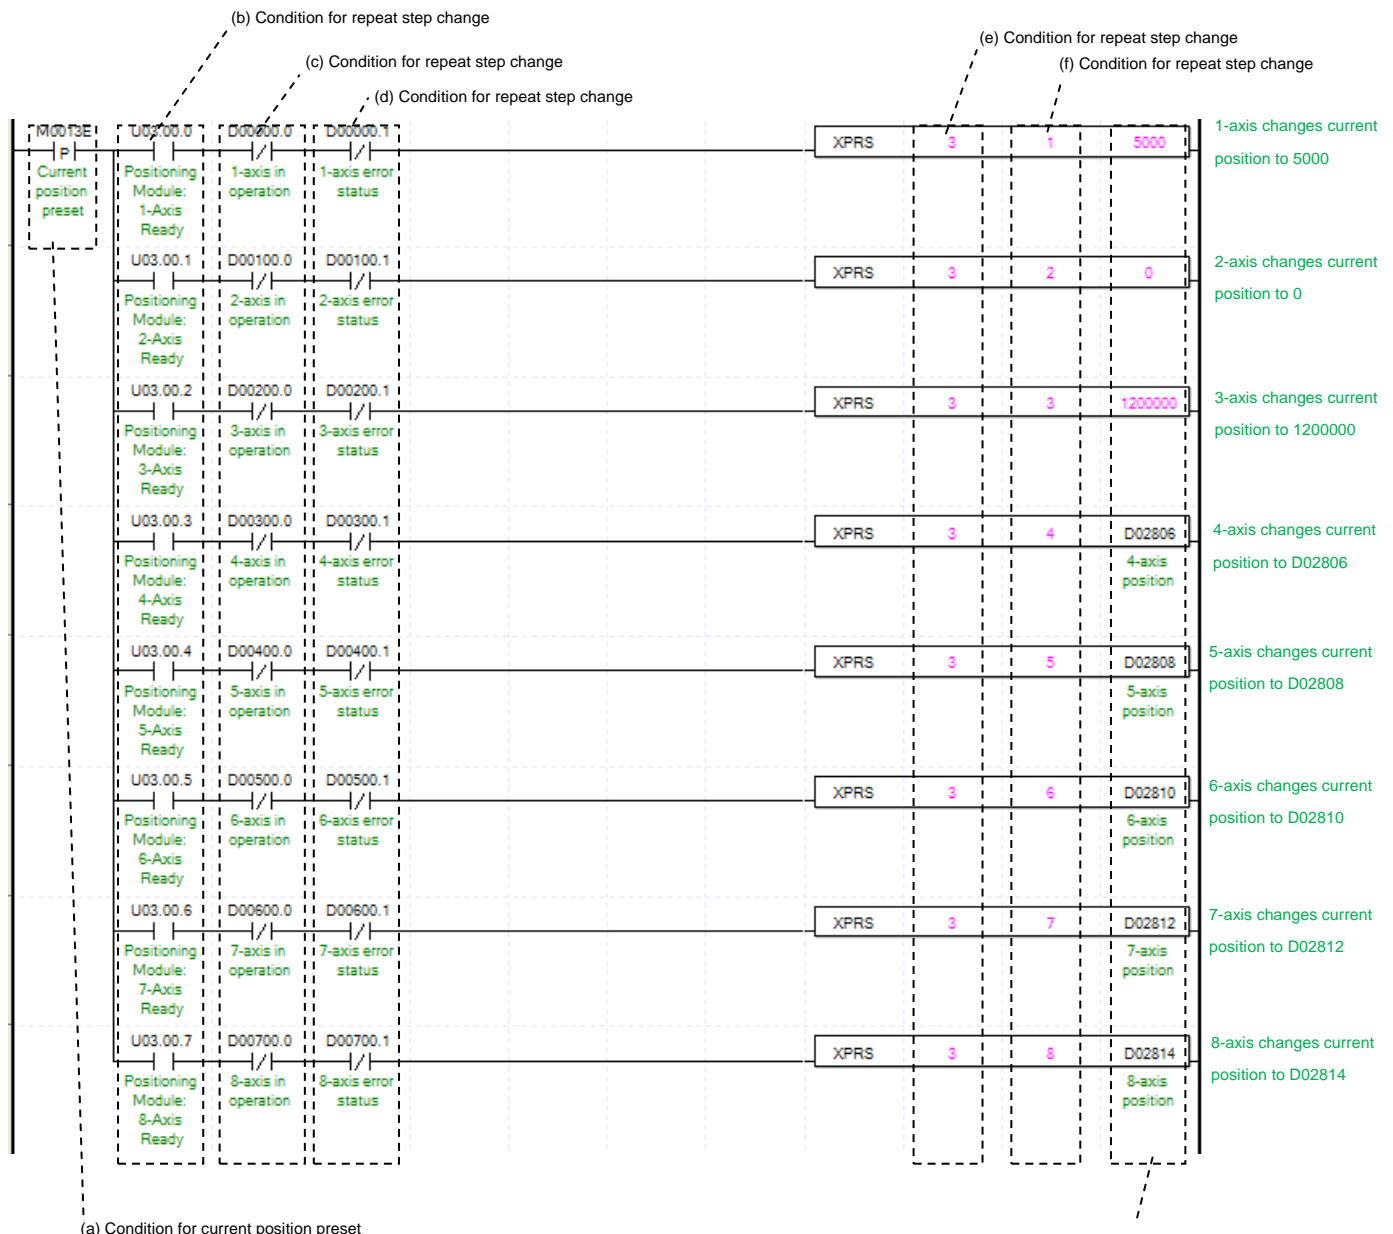 (b) Condition for repeat step change
(e) Condition for repeat step change
(c) Condition for repeat step change
(f) Condition for repeat step change
(d) Condition for repeat step change
M0013E U03.00.0 D00000.0 D00000.1
P
XPRS 3 1 5000
1-axis changes current
position to 5000
Current Positioning 1-axis in 1-axis error
position Module: operation status
preset 1-Axis
Ready
U03.00.1 D00100.0 D00100.1
XPRS 3 2 0
2-axis changes current
position to 0
Positioning 2-axis in 2-axis error
Module: operation status
2-Axis
Ready
U03.00.2 D00200.0 D00200.1
XPRS 3 3 1200000
3-axis changes current
position to 1200000
Positioning 3-axis in 3-axis error
Module: operation status
3-Axis
Ready
U03.00.3 D00300.0 D00300.1
XPRS 3 4 D02806
4-axis changes current
position to D02806
Positioning 4-axis in 4-axis error 4-axis
Module: operation status position
4-Axis
Ready
U03.00.4 D00400.0 D00400.1
XPRS 3 5 D02808
5-axis changes current
position to D02808
Positioning 5-axis in 5-axis error 5-axis
Module: operation status position
5-Axis
Ready
U03.00.5 D00500.0 D00500.1
XPRS 3 6 D02810
6-axis changes current
position to D02810
Positioning 6-axis in 6-axis error 6-axis
Module: operation status position
6-Axis
Ready
U03.00.6 D00600.0 D00600.1
XPRS 3 7 D02812
7-axis changes current
position to D02812
Positioning 7-axis in 7-axis error 7-axis
Module: operation status position
7-Axis
Ready
U03.00.7 D00700.0 D00700.1
XPRS 3 8 D02814
8-axis changes current
position to D02814
Positioning 8-axis in 8-axis error 8-axis
Module: operation status position
8-Axis
Ready
(a) Condition for current position preset